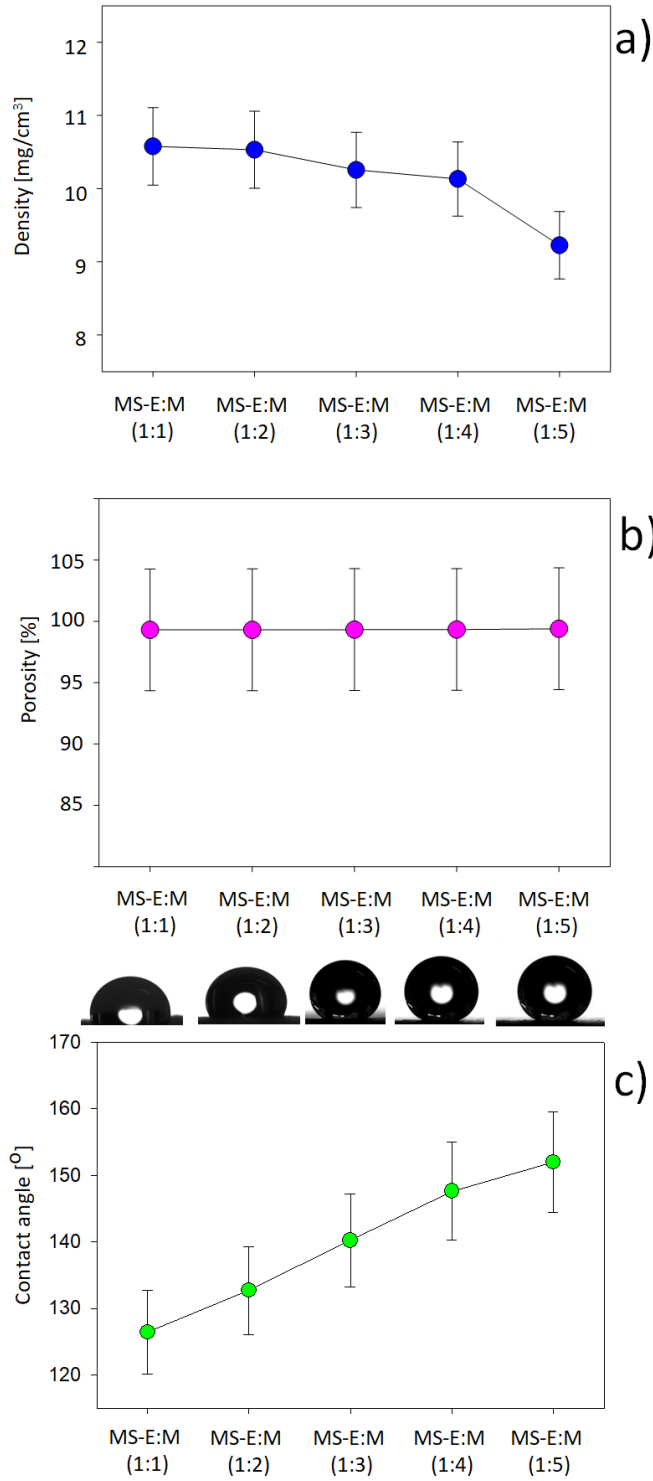 a)
Density [mg/cm³]
12
11
10
9
8
MS-E:M MS-E:M MS-E:M MS-E:M MS-E:M
(1:1) (1:2) (1:3) (1:4) (1:5)
b)
Porosity [%]
105
100
95
90
85
MS-E:M MS-E:M MS-E:M MS-E:M MS-E:M
(1:1) (1:2) (1:3) (1:4) (1:5)
c)
Contact angle [O]
170
160
150
140
130
120
MS-E:M MS-E:M MS-E:M MS-E:M MS-E:M
(1:1) (1:2) (1:3) (1:4) (1:5)